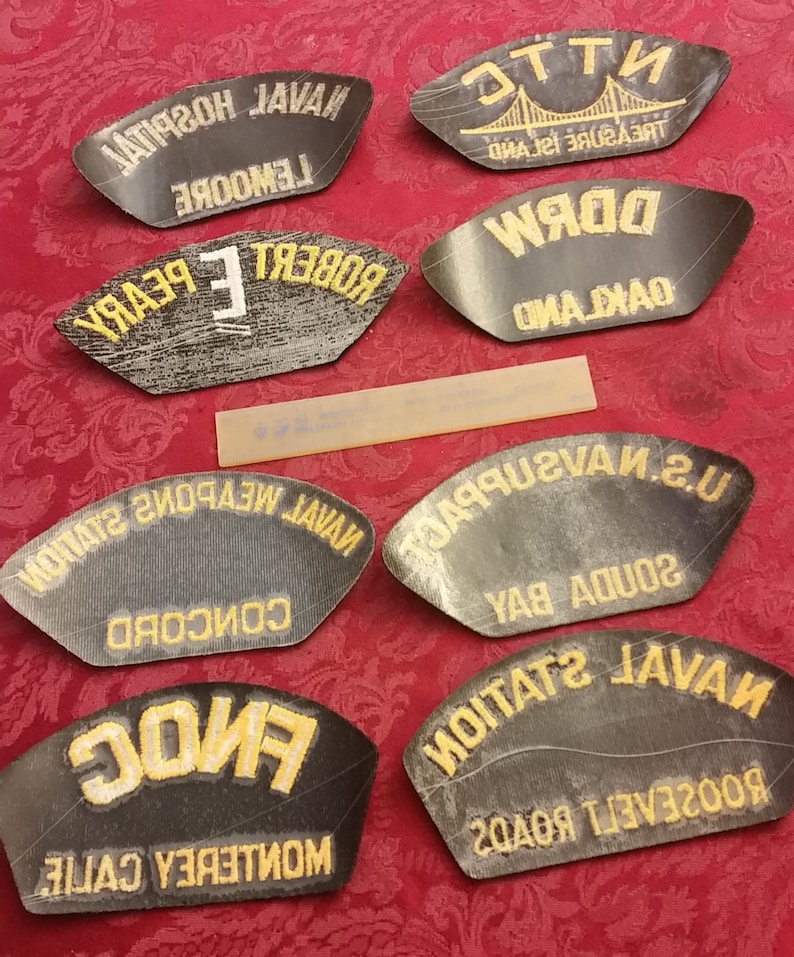 NAVAL HOSPITAL
LEMOORE
NTTC
TREASURE ISLAND
ROBERT E PEARY
DDRW
OAKLAND
NAVAL WEAPONS STATION
CONCORD
U.S. NAVSUPPACT
SOUDA BAY
FNOC
MONTEREY CALIF.
NAVAL STATION
ROOSEVELT ROADS